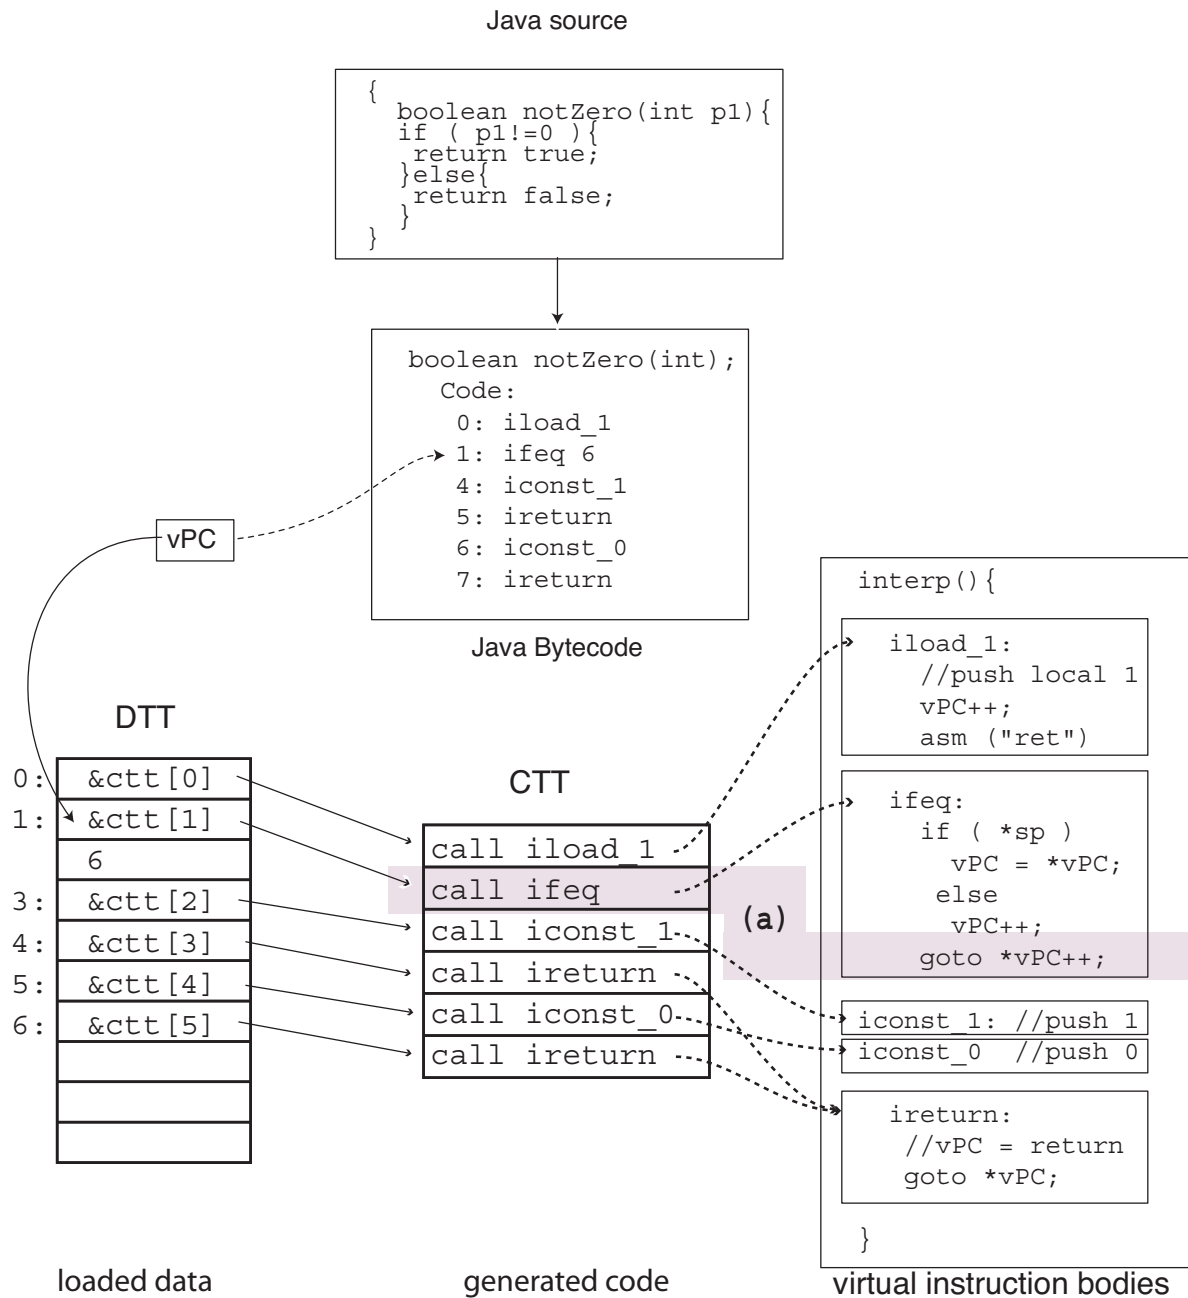 Java source
{
boolean notZero(int p1){
if ( p1!=0 ){
return true;
}else{
return false;
}
}
boolean notZero(int);
Code:
0: iload_1
1: ifeq 6
4: iconst_1
5: ireturn
6: iconst_0
7: ireturn
Java Bytecode
vPC
DTT
0: &ctt[0]
1: &ctt[1]
6
3: &ctt[2]
4: &ctt[3]
5: &ctt[4]
6: &ctt[5]
loaded data
CTT
call iload_1
call ifeq
call iconst_1
call ireturn
call iconst_0
call ireturn
generated code
(a)
interp(){
iload_1:
//push local 1
vPC++;
asm ("ret")
ifeq:
if ( *sp )
vPC = *vPC;
else
vPC++;
goto *vPC++;
iconst_1: //push 1
iconst_0 //push 0
ireturn:
//vPC = return
goto *vPC;
}
virtual instruction bodies